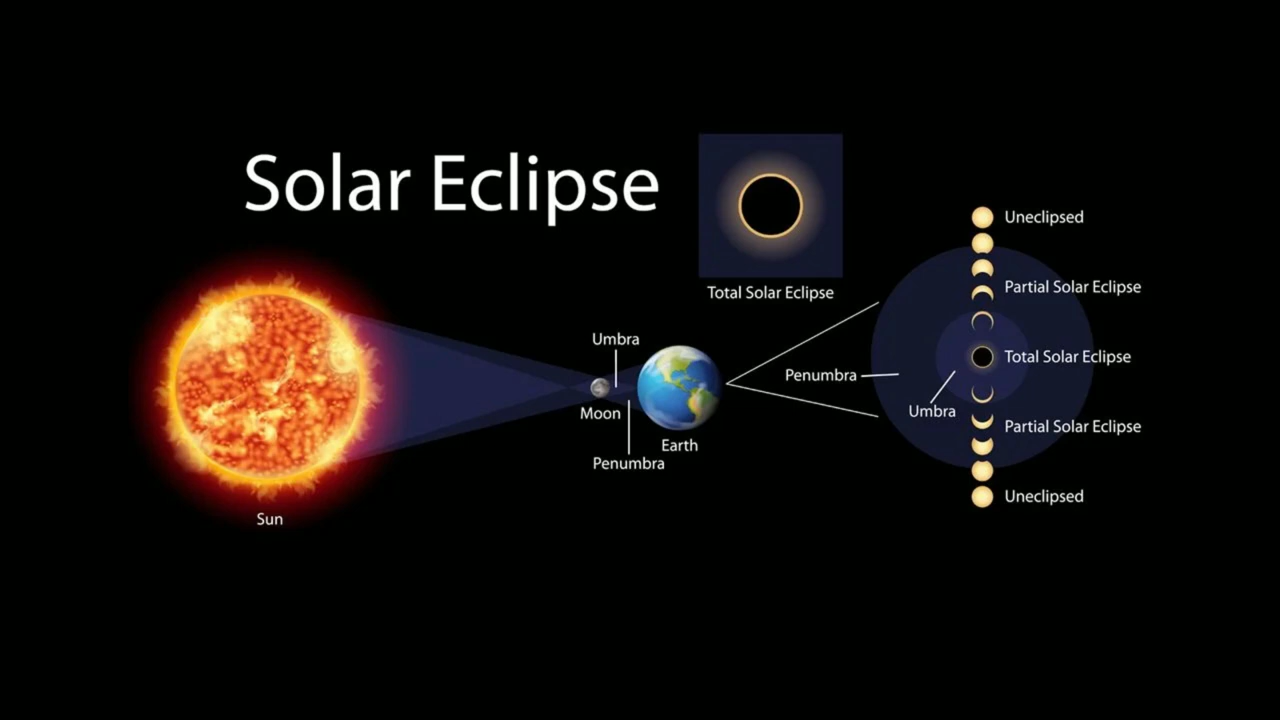 Solar Eclipse
Total Solar Eclipse
Sun
Umbra
Moon
Earth
Penumbra
Penumbra
Umbra
Uneclipsed
Partial Solar Eclipse
Total Solar Eclipse
Partial Solar Eclipse
Uneclipsed